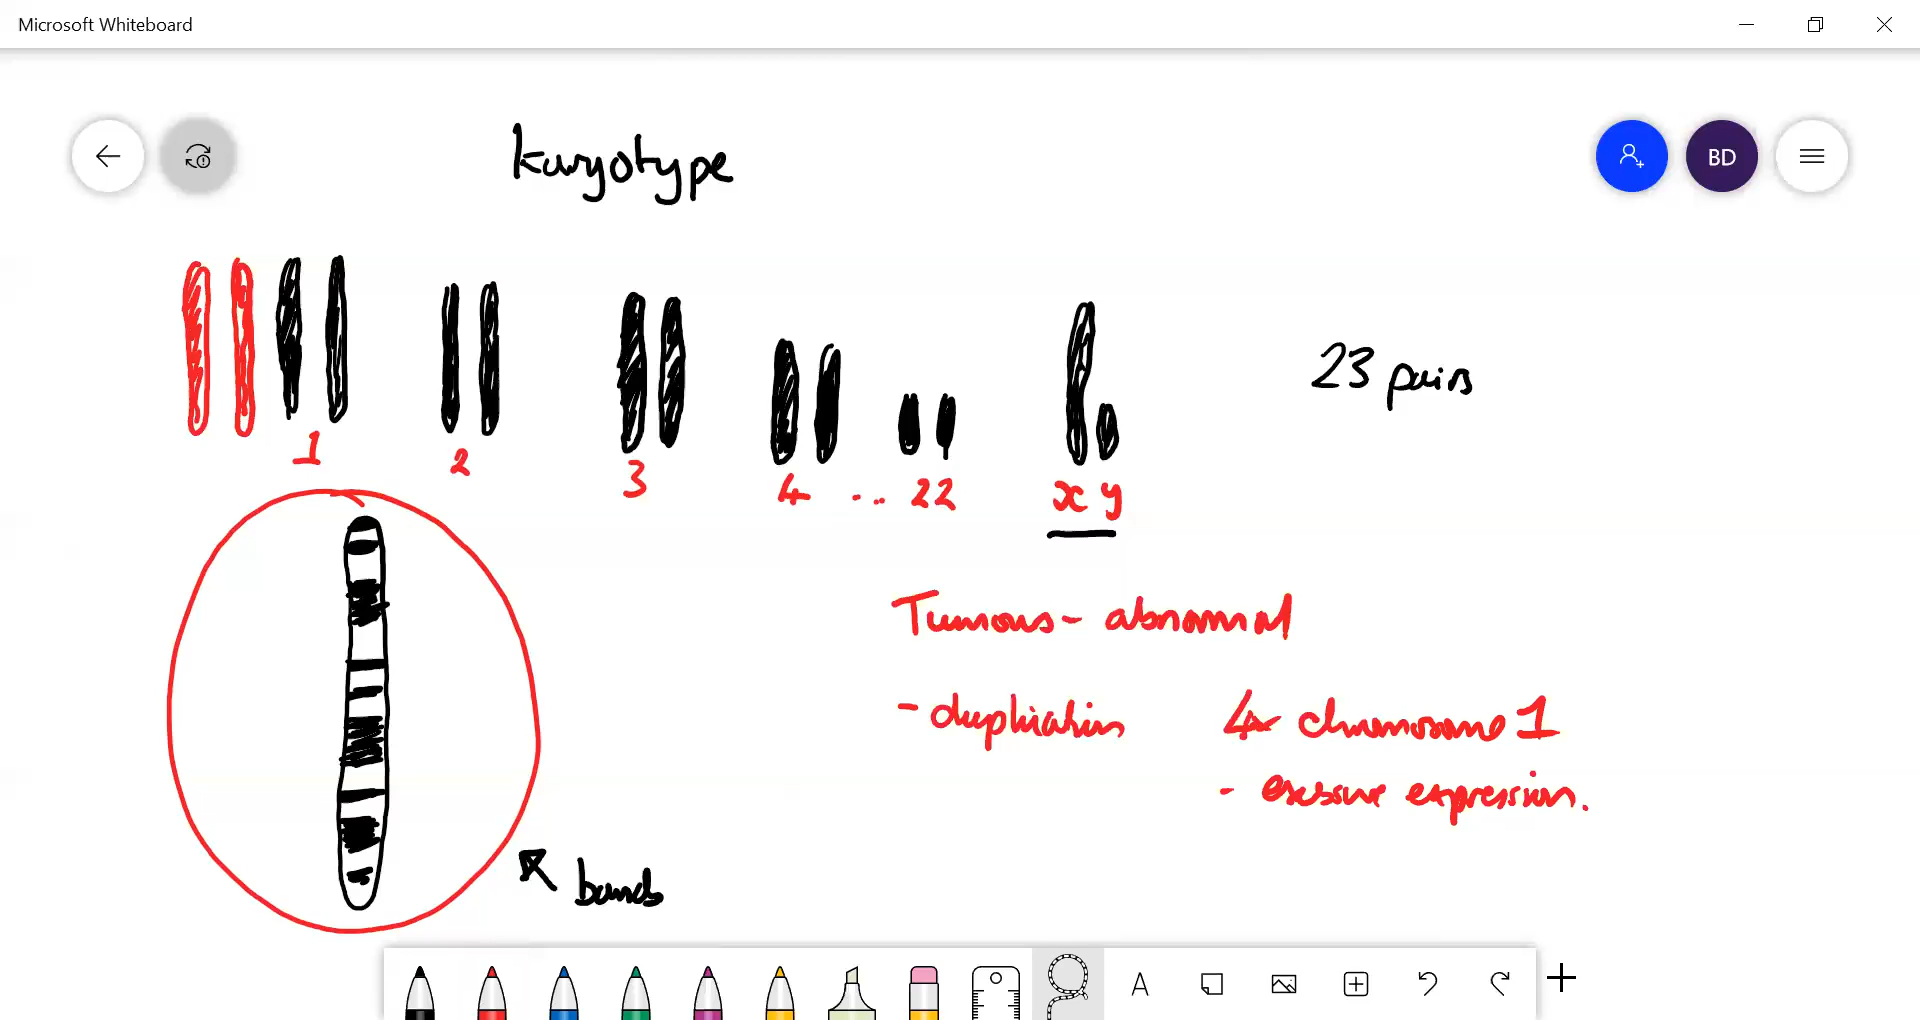 Microsoft Whiteboard
karyotype
BD
23 pairs
1 2 3 4 ... 22 x y
Tumours - abnormal
- duplication 4x chromosome 1
- excessive expression.
bands
A